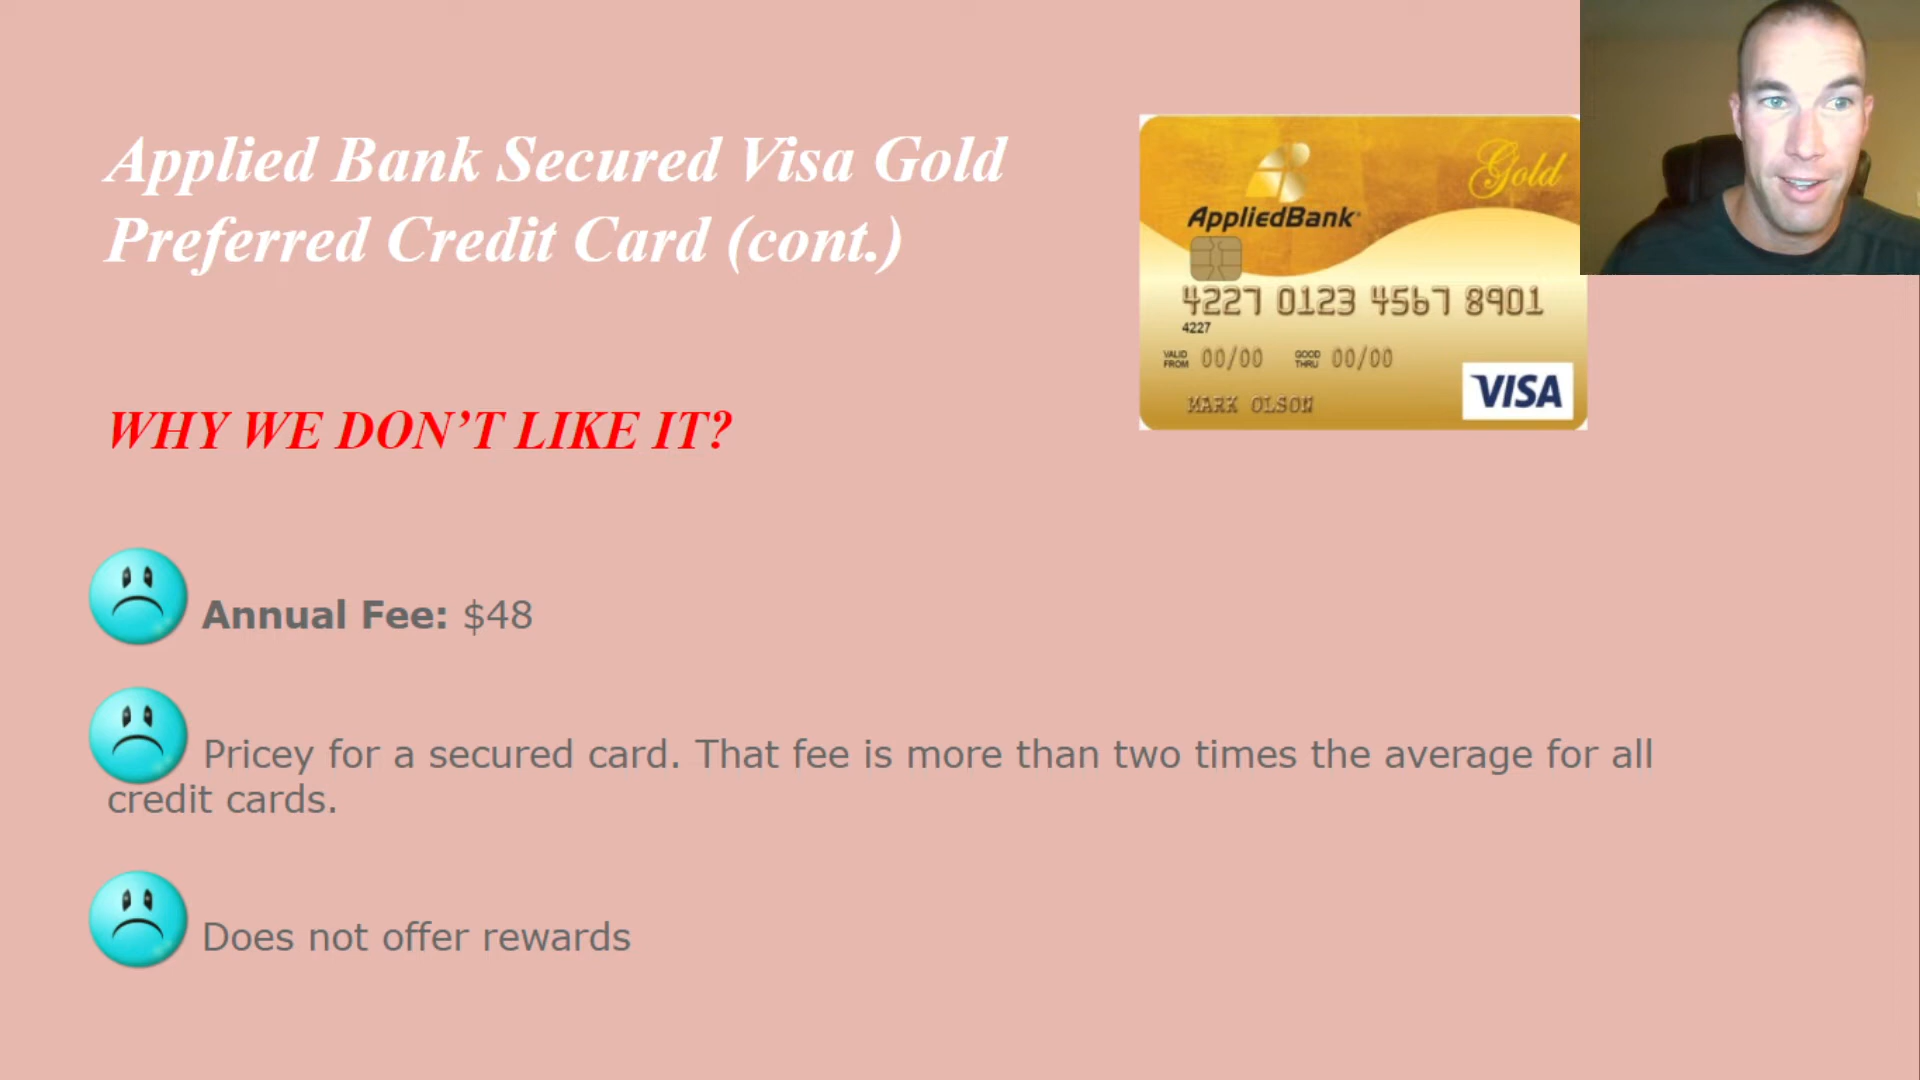 Applied Bank Secured Visa Gold
Preferred Credit Card (cont.)
Gold
AppliedBank
4227 0123 4567 8901
4227
VALID FROM 00/00 GOOD THRU 00/00
MARK OLSON
VISA
WHY WE DON’T LIKE IT?
Annual Fee: $48
Pricey for a secured card. That fee is more than two times the average for all
credit cards.
Does not offer rewards